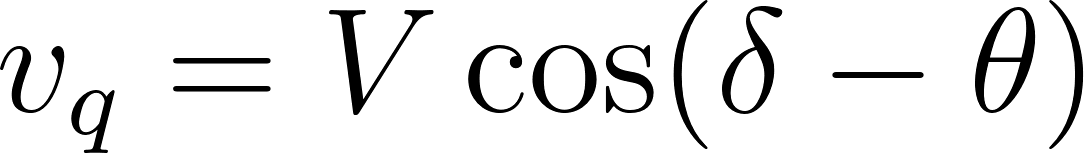 v_q = V cos(δ − θ)